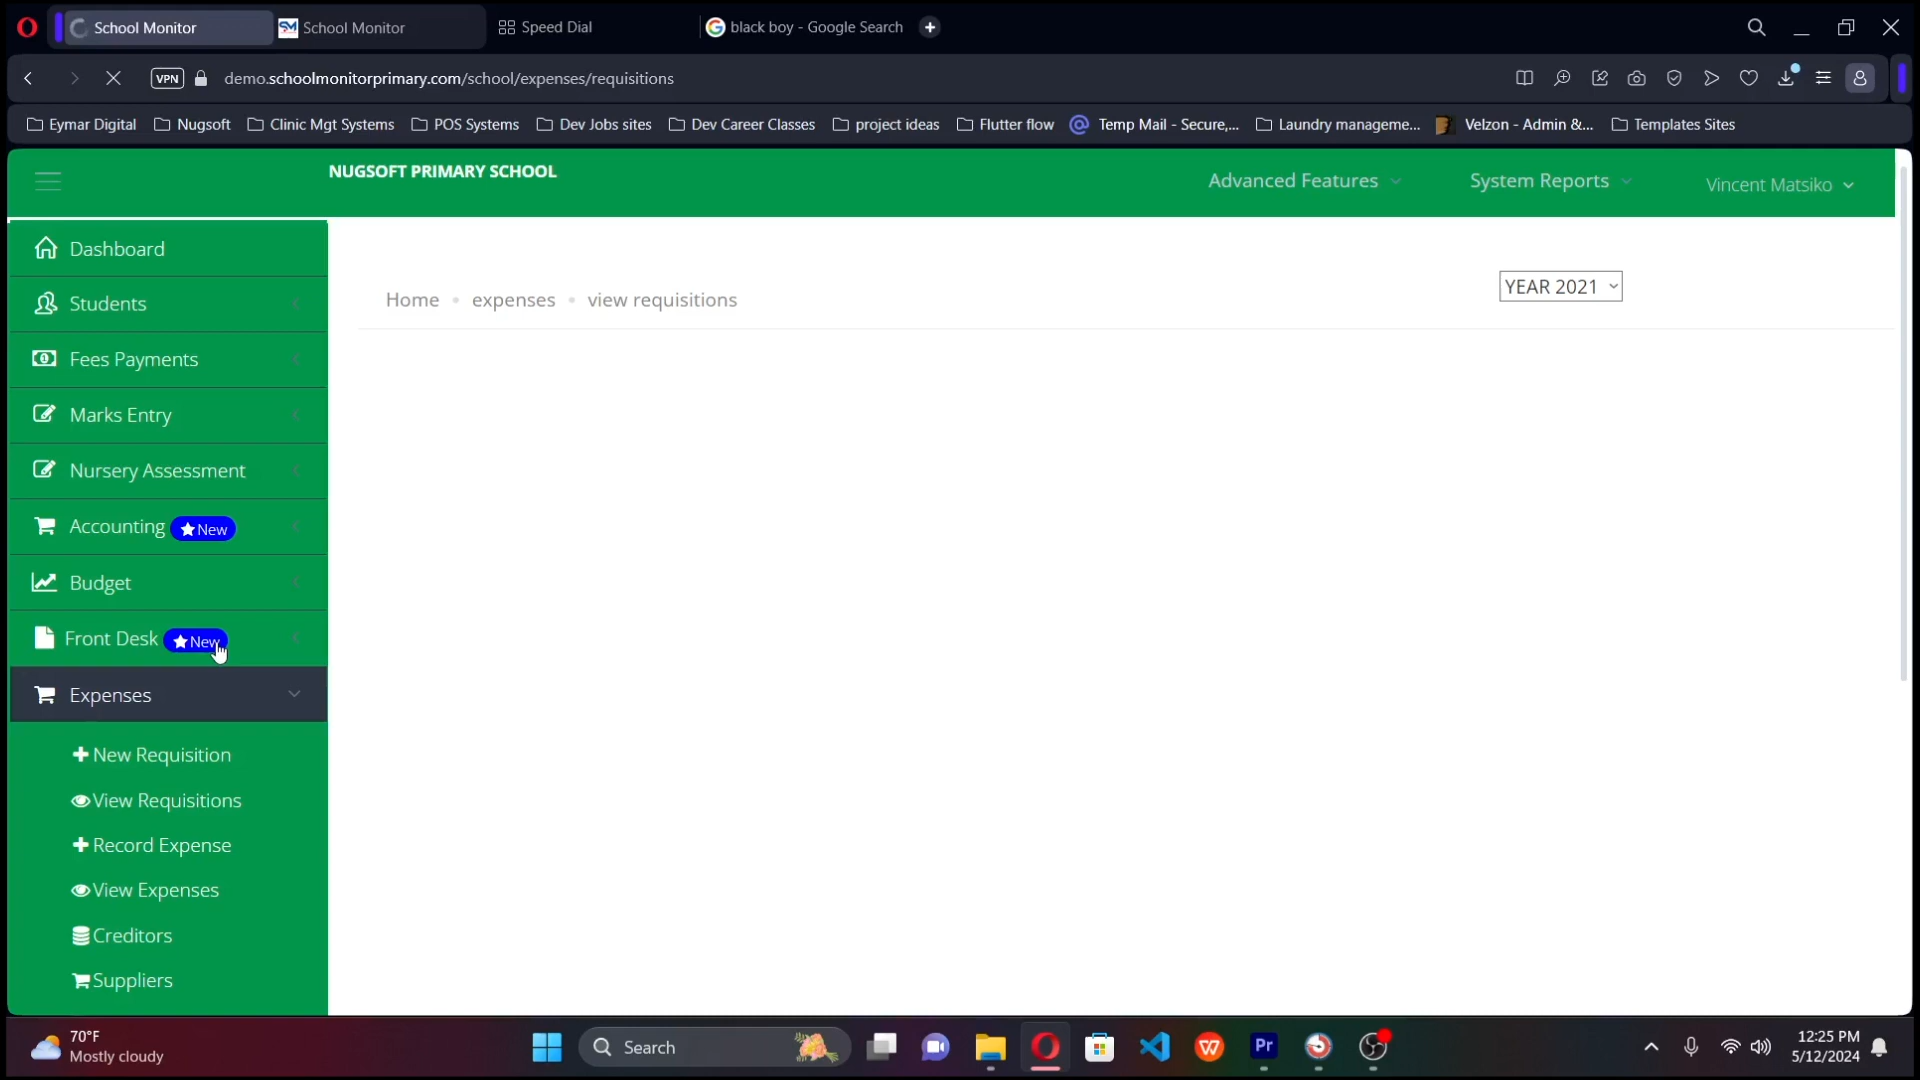 School Monitor
School Monitor
Speed Dial
black boy - Google Search
VPN
demo.schoolmonitorprimary.com/school/expenses/requisitions
Eymar Digital
Nugsoft
Clinic Mgt Systems
POS Systems
Dev Jobs sites
Dev Career Classes
project ideas
Flutter flow
Temp Mail - Secure,...
Laundry manageme...
Velzon - Admin &...
Templates Sites
NUGSOFT PRIMARY SCHOOL
Advanced Features
System Reports
Vincent Matsiko
Dashboard
Students
Fees Payments
Marks Entry
Nursery Assessment
Accounting New
Budget
Front Desk New
Expenses
New Requisition
View Requisitions
Record Expense
View Expenses
Creditors
Suppliers
Home • expenses • view requisitions
YEAR 2021
70°F
Mostly cloudy
Search
Pr
12:25 PM
5/12/2024